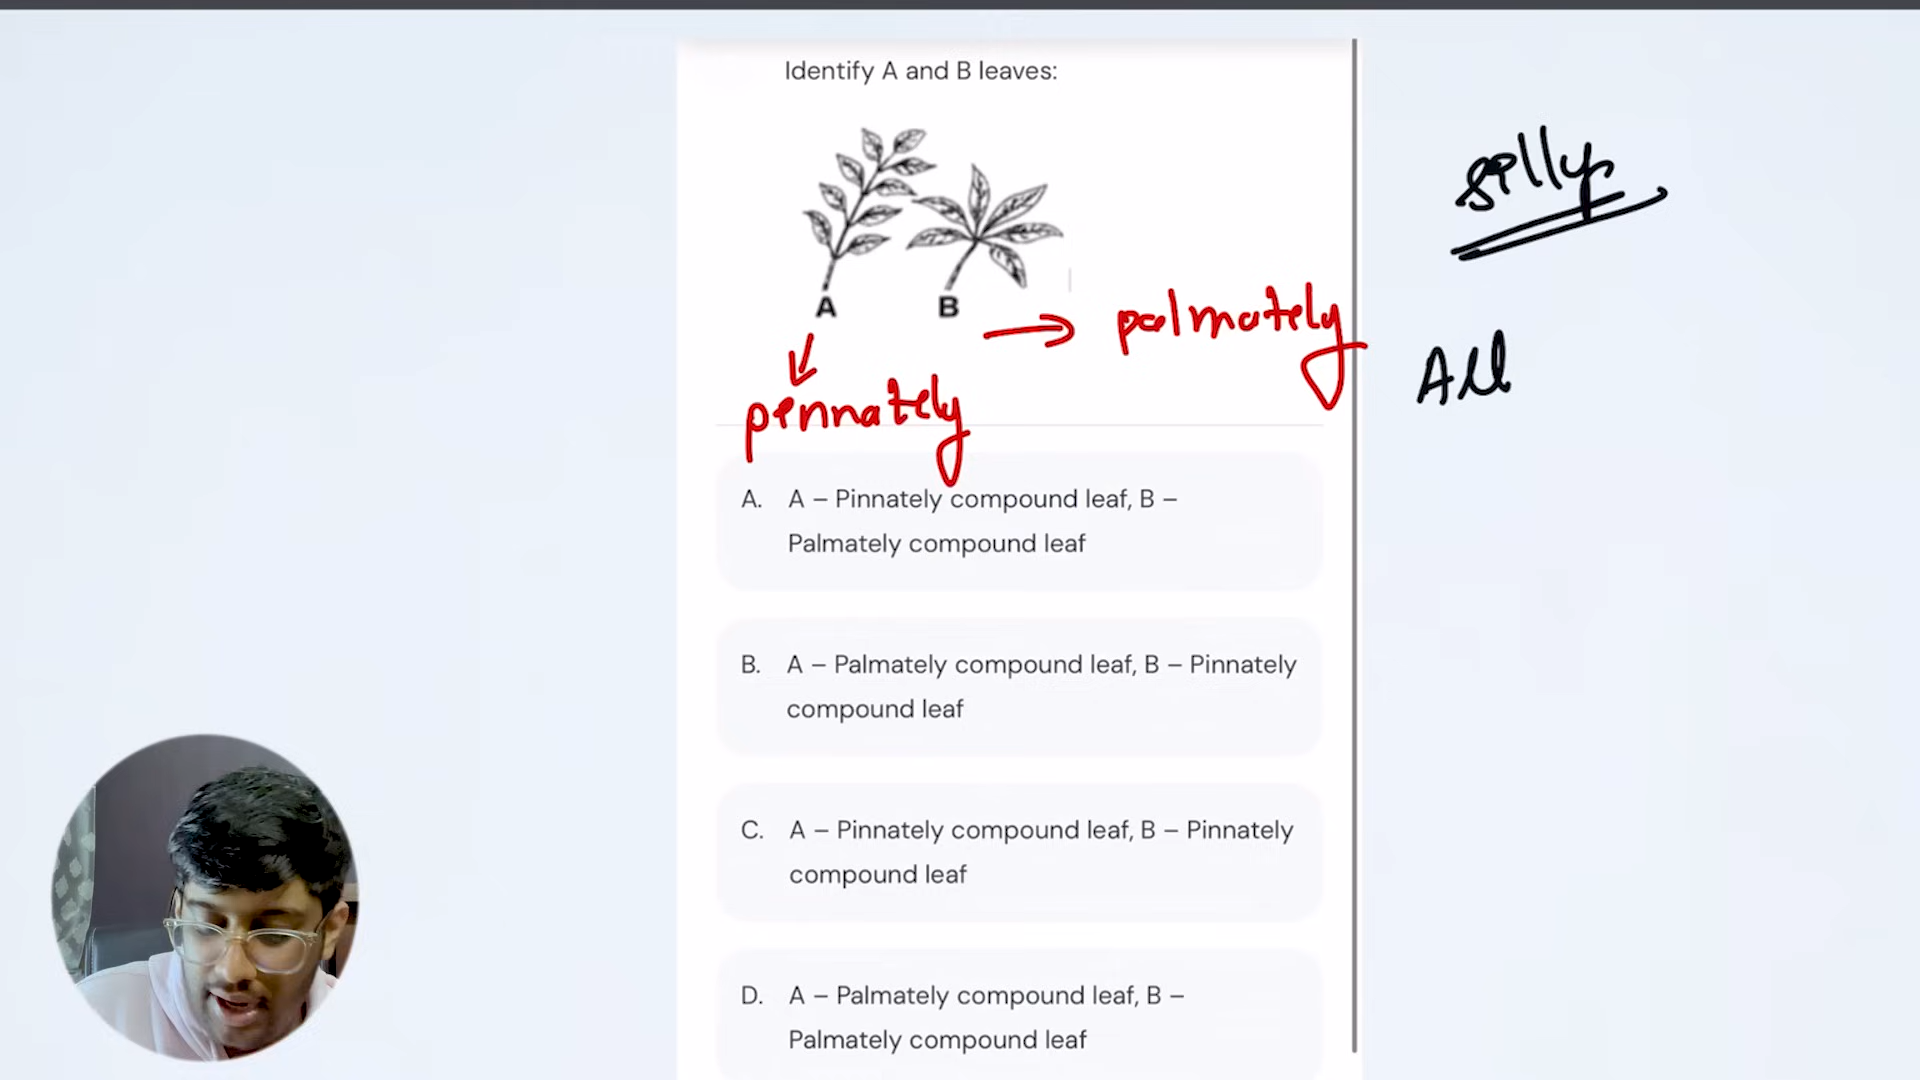 Identify A and B leaves:
silly
A
B
palmately
All
pinnately
A. A – Pinnately compound leaf, B –
Palmately compound leaf
B. A – Palmately compound leaf, B – Pinnately
compound leaf
C. A – Pinnately compound leaf, B – Pinnately
compound leaf
D. A – Palmately compound leaf, B –
Palmately compound leaf